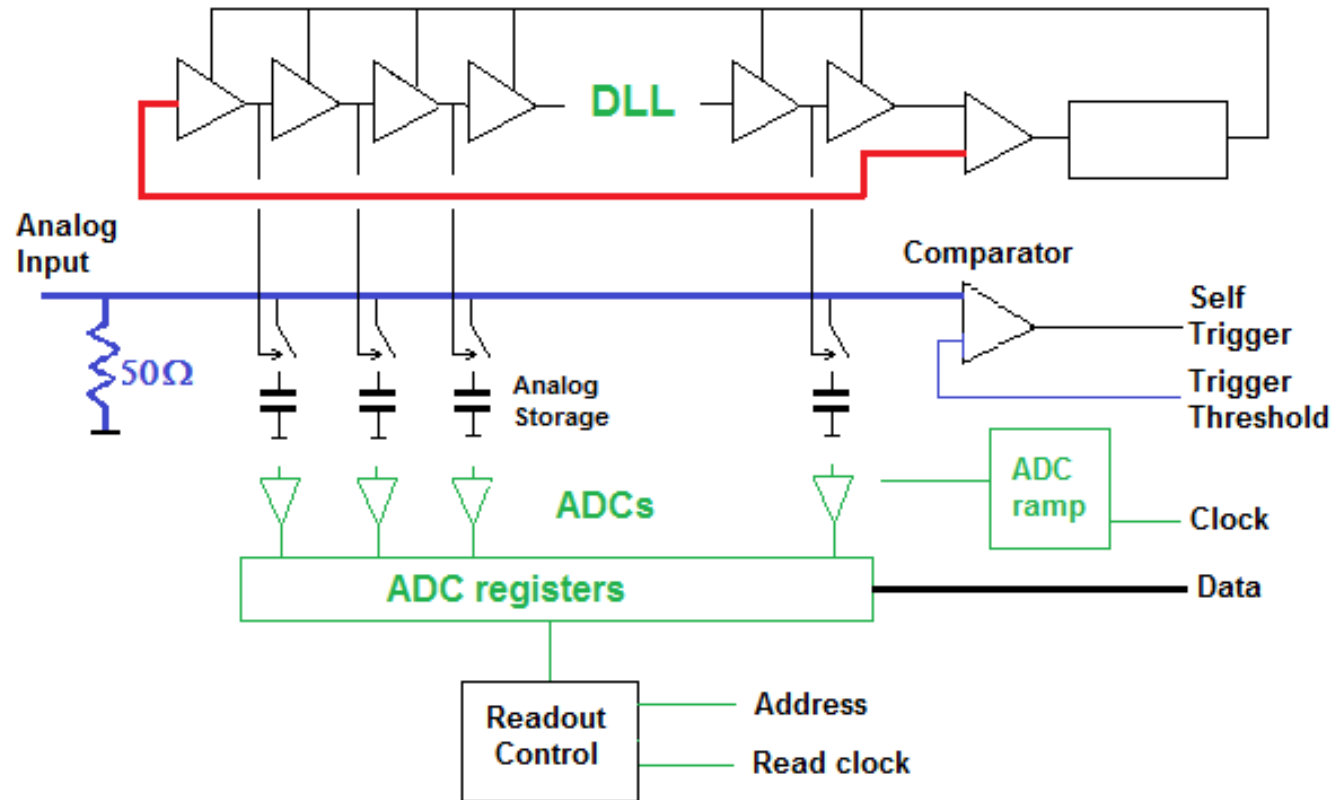 DLL
Analog
Input
Comparator
Self
Trigger
50Ω
Trigger
Threshold
Analog
Storage
ADC
ramp
ADCs
Clock
ADC registers
Data
Readout
Control
Address
Read clock